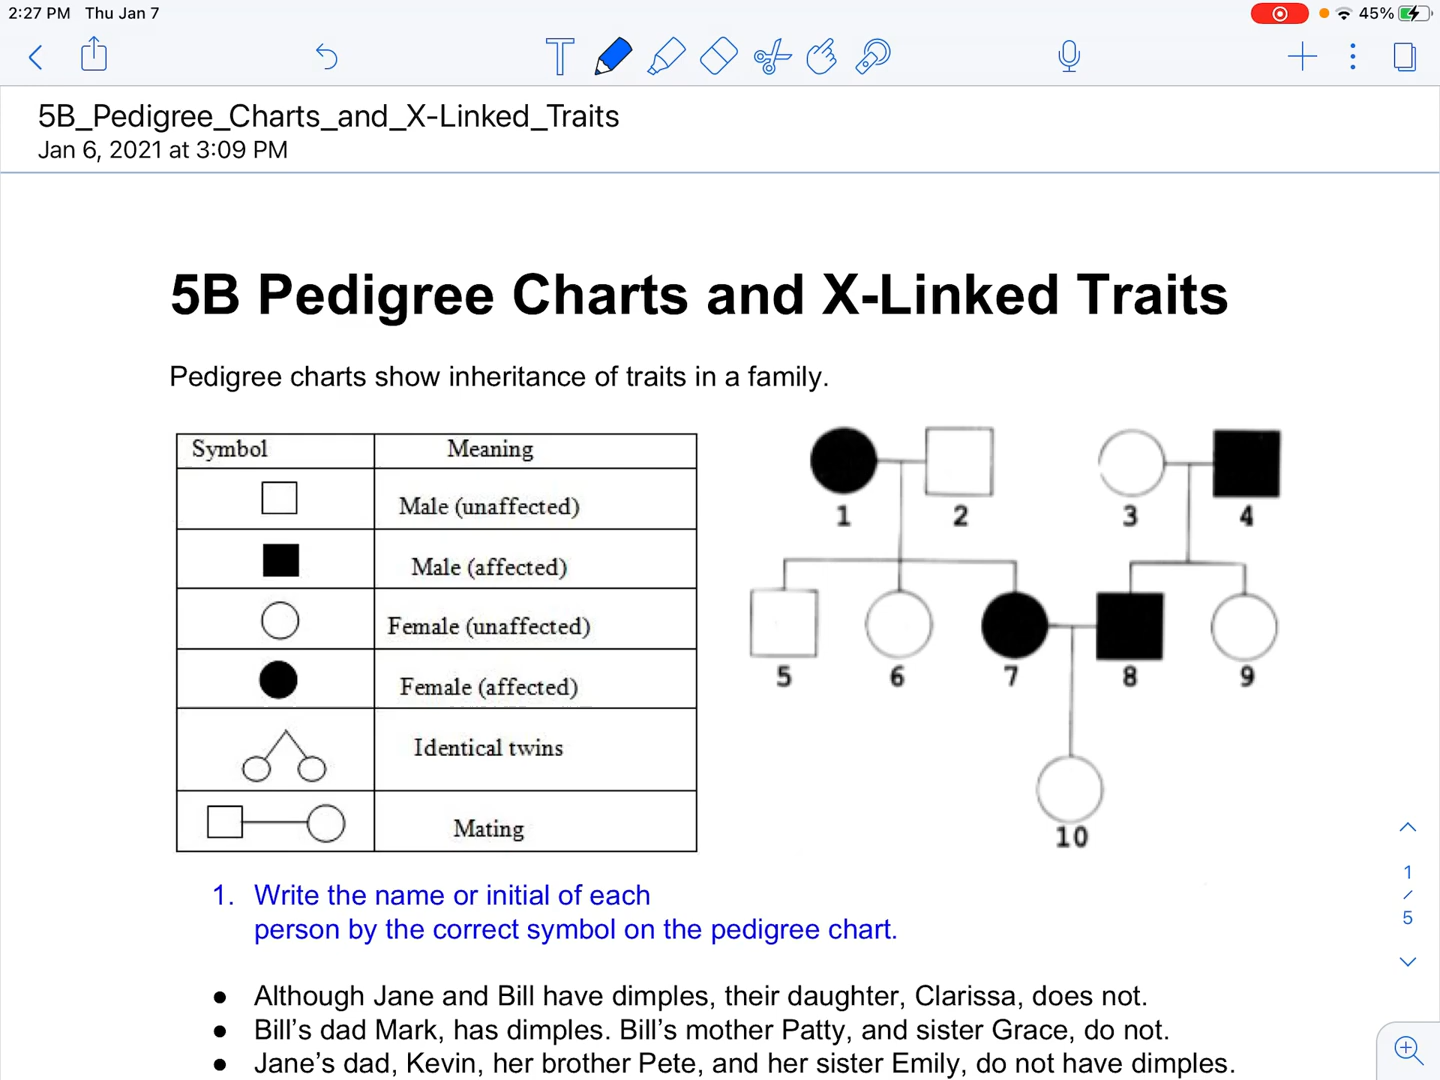 2:27 PM Thu Jan 7
45%
T
5B_Pedigree_Charts_and_X-Linked_Traits
Jan 6, 2021 at 3:09 PM
5B Pedigree Charts and X-Linked Traits
Pedigree charts show inheritance of traits in a family.
Symbol Meaning
Male (unaffected)
Male (affected)
Female (unaffected)
Female (affected)
Identical twins
Mating
1 2 3 4
5 6 7 8 9
10
1
/
5
1. Write the name or initial of each
person by the correct symbol on the pedigree chart.
● Although Jane and Bill have dimples, their daughter, Clarissa, does not.
● Bill’s dad Mark, has dimples. Bill’s mother Patty, and sister Grace, do not.
● Jane’s dad, Kevin, her brother Pete, and her sister Emily, do not have dimples.